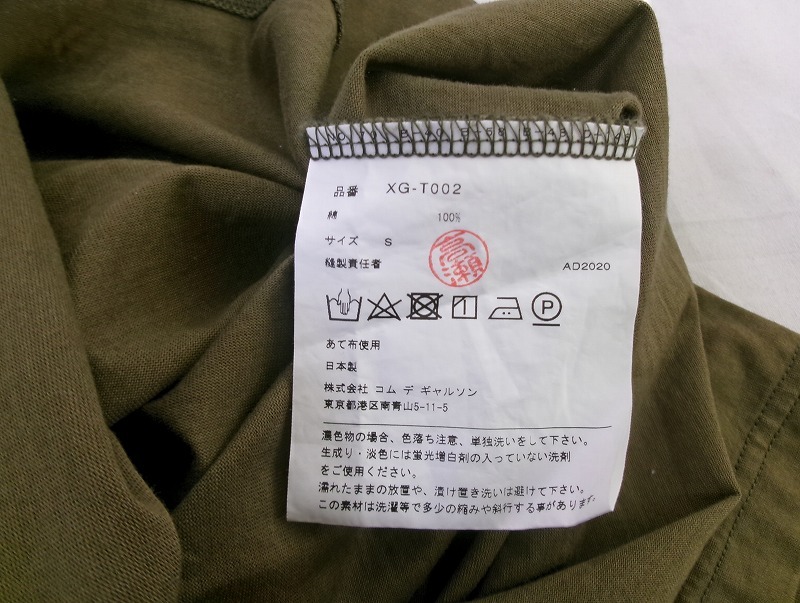 品番 XG-T002
綿 100%
サイズ S
縫製責任者
AD2020
P
あて布使用
日本製
株式会社 コム デ ギャルソン
東京都港区南青山5-11-5
濃色物の場合、色落ち注意、単独洗いをして下さい。
生成り・淡色には蛍光増白剤の入っていない洗剤
をご使用ください。
濡れたままの放置や、漬け置き洗いは避けて下さい。
この素材は洗濯等で多少の縮みや斜行する事があります。